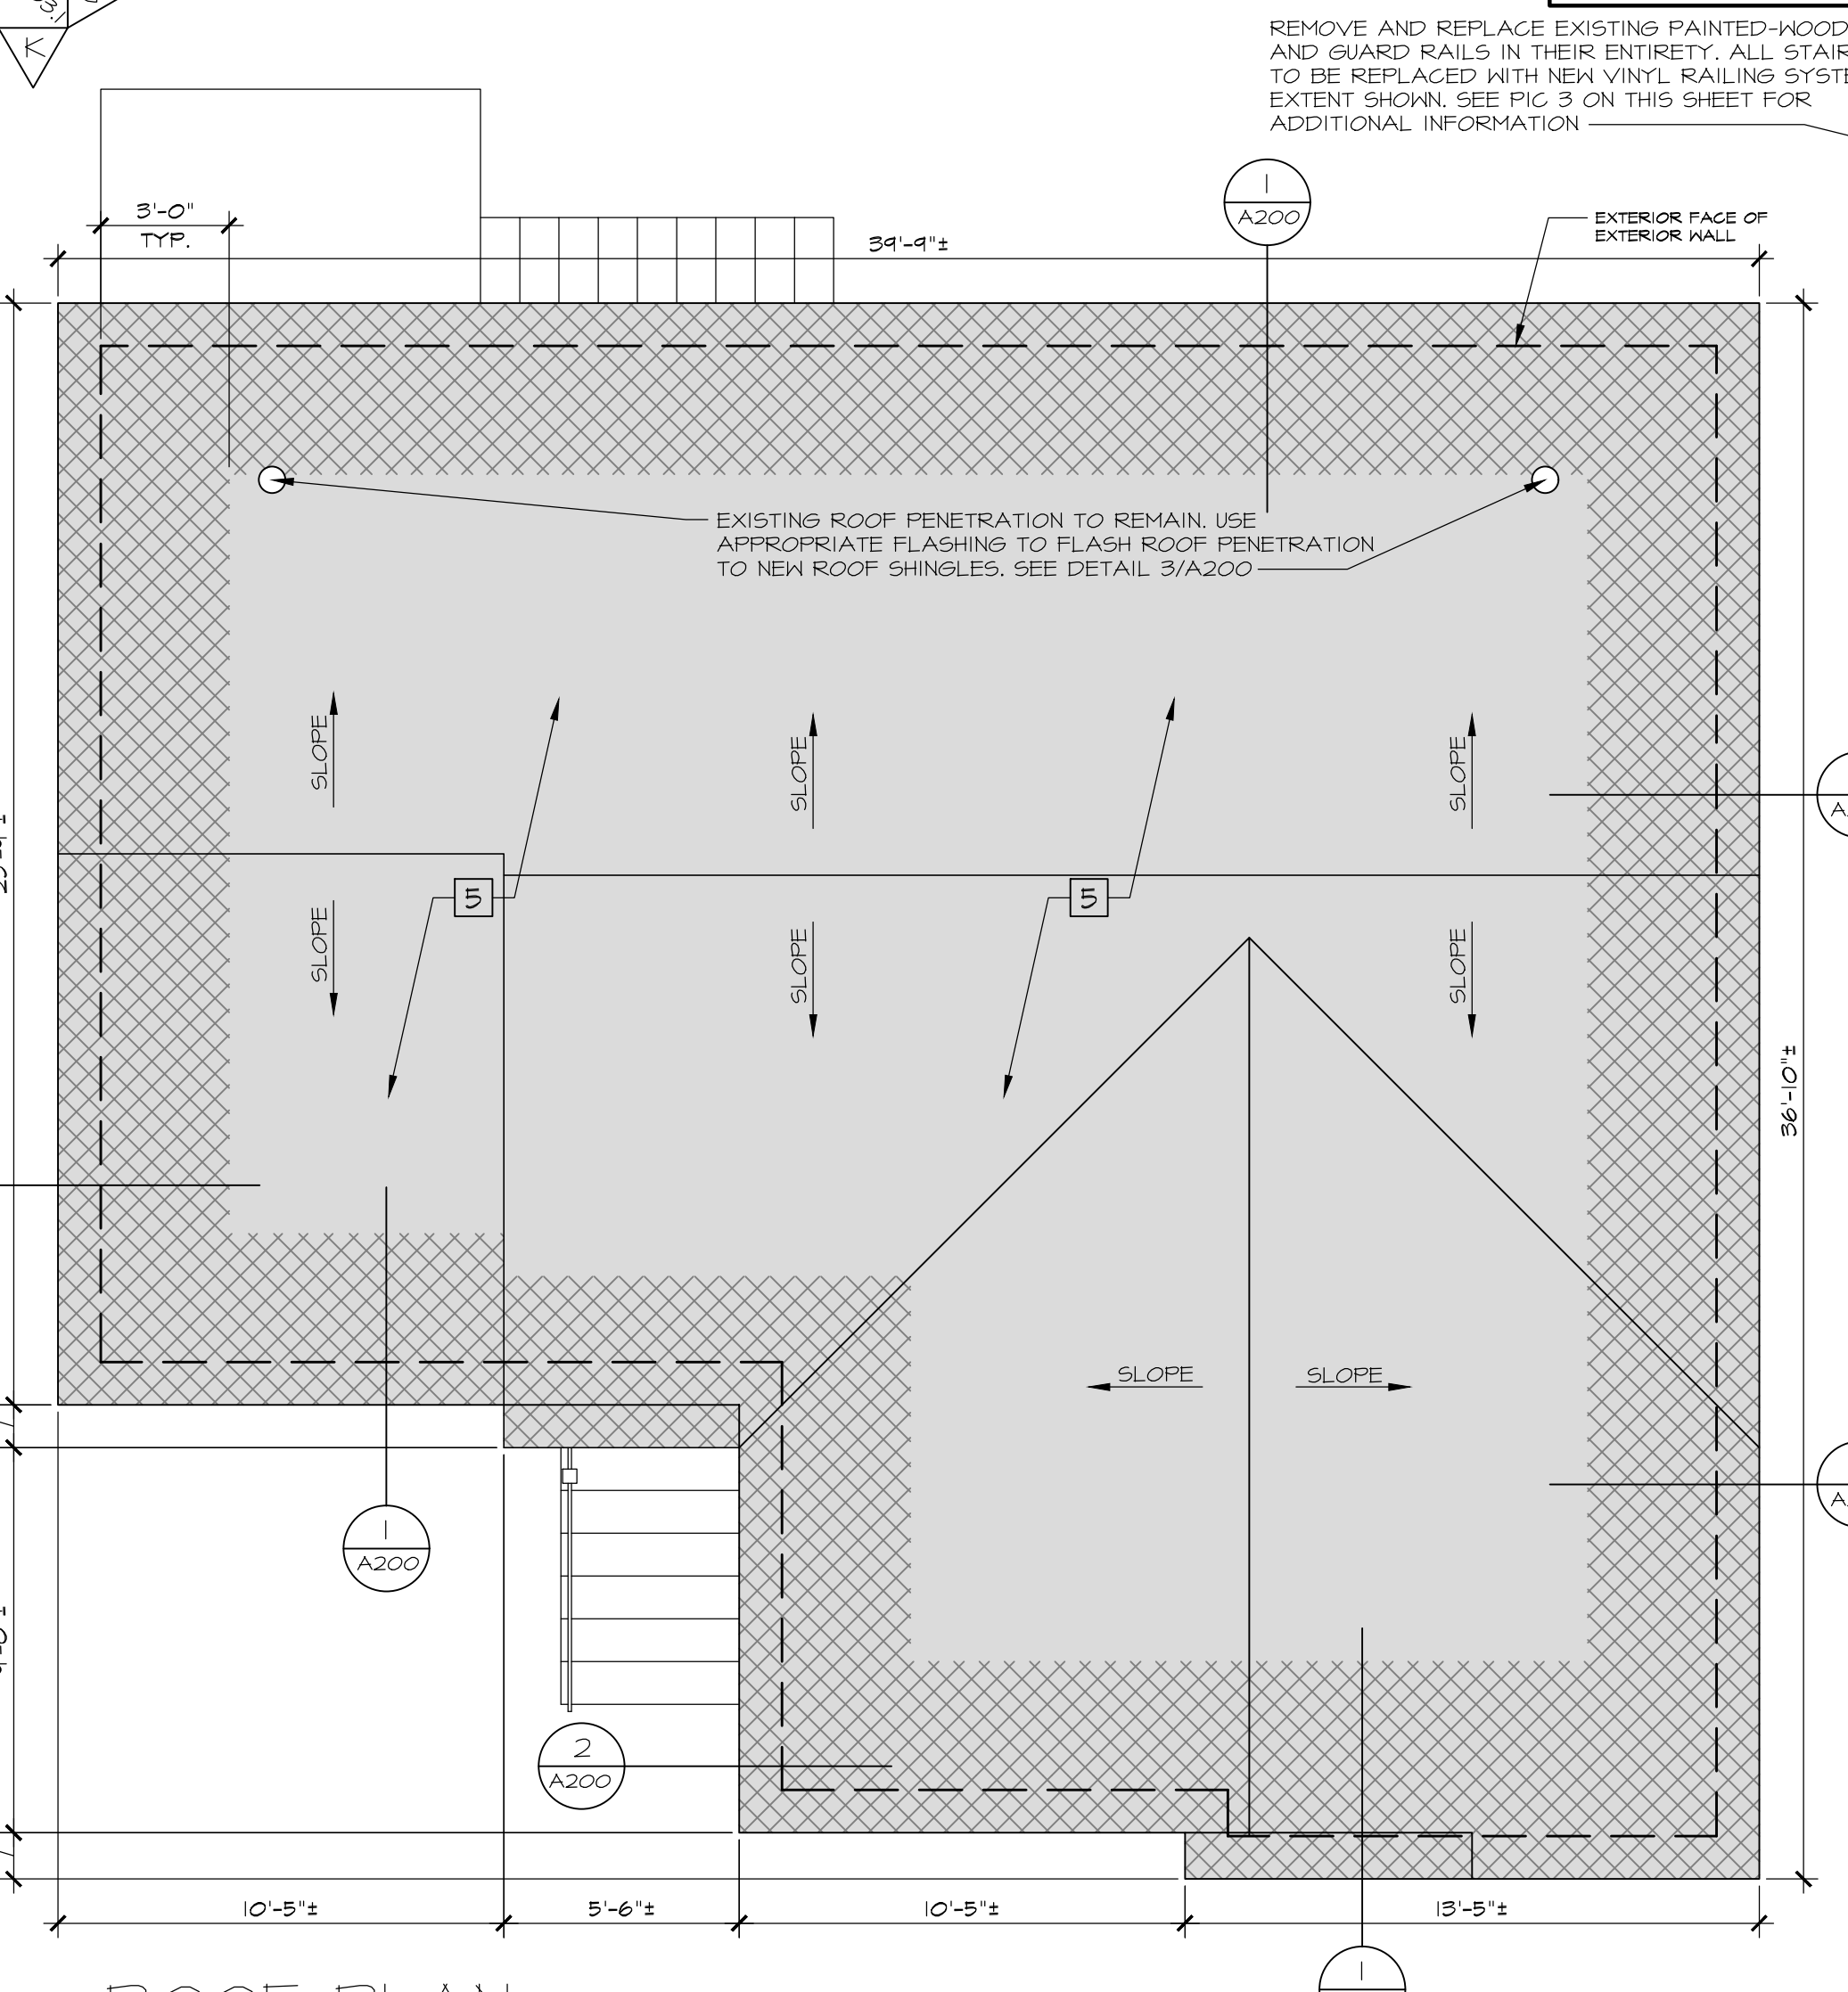 K
REMOVE AND REPLACE EXISTING PAINTED-WOOD
AND GUARD RAILS IN THEIR ENTIRETY. ALL STAIR
TO BE REPLACED WITH NEW VINYL RAILING SYSTE
EXTENT SHOWN. SEE PIC 3 ON THIS SHEET FOR
ADDITIONAL INFORMATION
1
A200
3'-0"
TYP.
39'-9"±
EXTERIOR FACE OF
EXTERIOR WALL
EXISTING ROOF PENETRATION TO REMAIN. USE
APPROPRIATE FLASHING TO FLASH ROOF PENETRATION
TO NEW ROOF SHINGLES. SEE DETAIL 3/A200
SLOPE
SLOPE
SLOPE
5
5
SLOPE
SLOPE
SLOPE
36'-10"±
SLOPE
SLOPE
1
A200
2
A200
10'-5"±
5'-6"±
10'-5"±
13'-5"±
1
ROOF PLAN